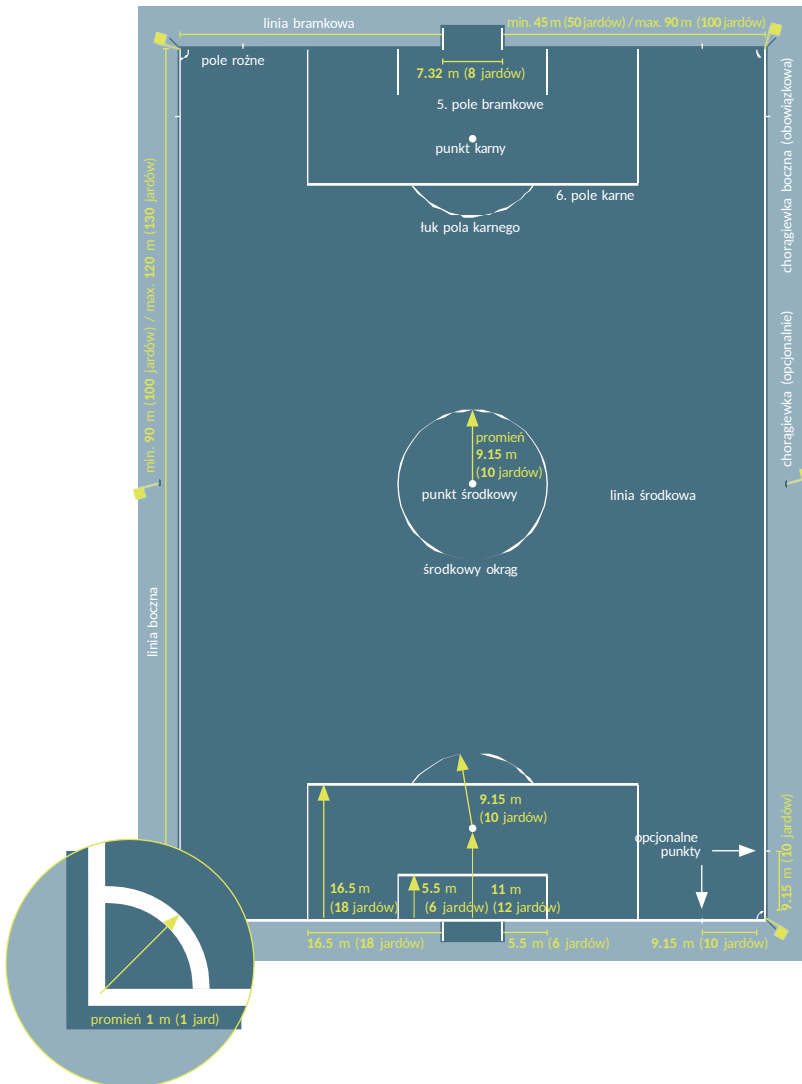 linia bramkowa
min. 45 m (50 jardów) / max. 90 m (100 jardów)
pole rożne
7.32 m (8 jardów)
5. pole bramkowe
punkt karny
6. pole karne
łuk pola karnego
chorągiewka boczna (obowiązkowa)
min. 90 m (100 jardów) / max. 120 m (130 jardów)
chorągiewka (opcjonalnie)
promień
9.15 m
(10 jardów)
punkt środkowy
linia środkowa
środkowy okrąg
linia boczna
9.15 m
(10 jardów)
opcjonalne
punkty
9.15 m (10 jardów)
16.5 m
(18 jardów)
5.5 m
(6 jardów)
11 m
(12 jardów)
16.5 m (18 jardów)
5.5 m (6 jardów)
9.15 m (10 jardów)
promień 1 m (1 jard)